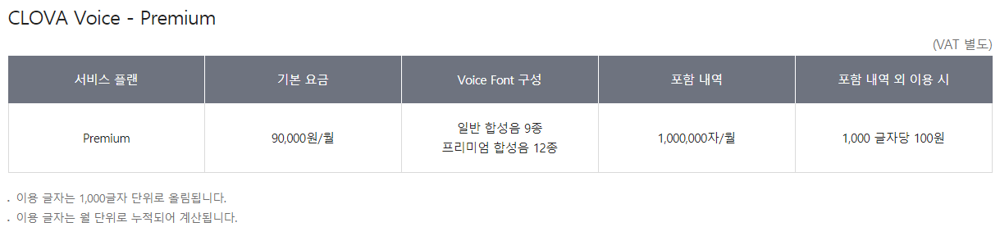 CLOVA Voice - Premium
(VAT 별도)
서비스 플랜 기본 요금 Voice Font 구성 포함 내역 포함 내역 외 이용 시
Premium 90,000원/월 일반 합성음 9종 1,000,000자/월 1,000 글자당 100원
프리미엄 합성음 12종
. 이용 글자는 1,000글자 단위로 올림됩니다.
. 이용 글자는 월 단위로 누적되어 계산됩니다.